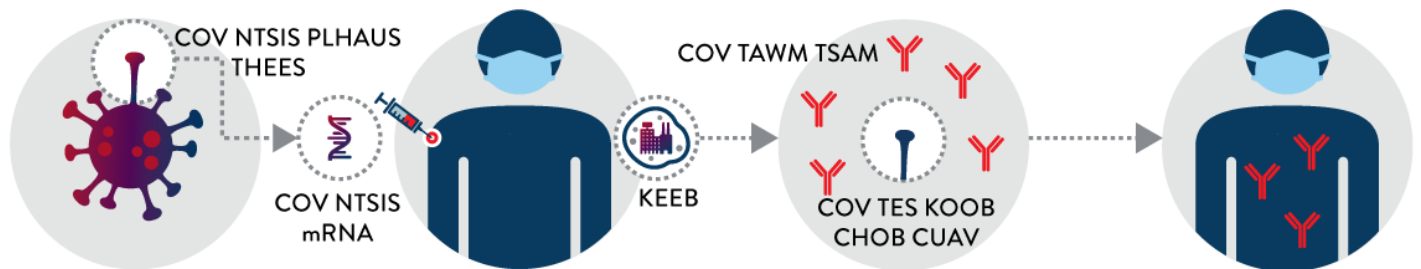 COV NTSIS PLHAUS
THEES
COV NTSIS
mRNA
KEEB
COV TAWM TSAM
COV TES KOOB
CHOB CUAV